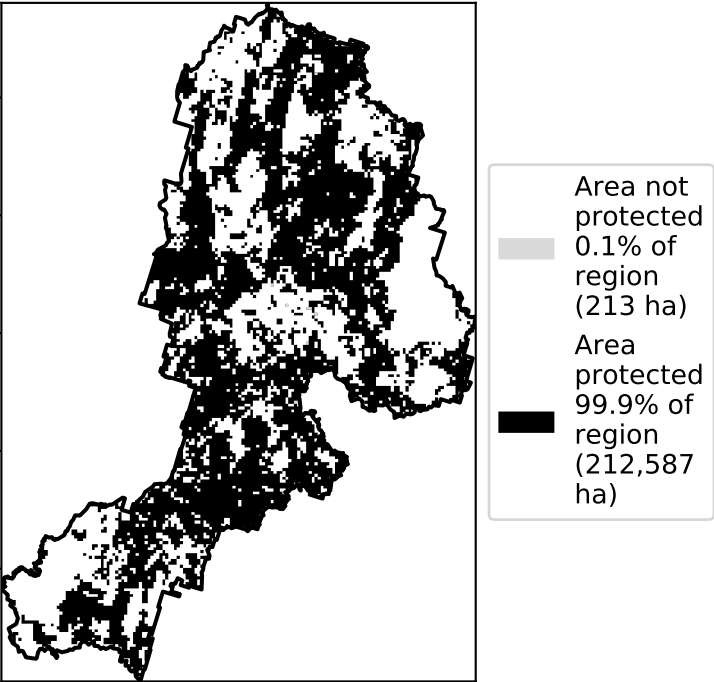 Area not
protected
0.1% of
region
(213 ha)
Area
protected
99.9% of
region
(212,587
ha)